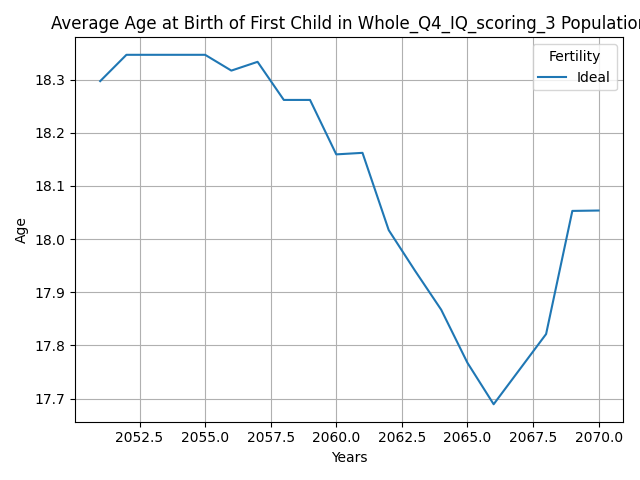 Average Age at Birth of First Child in Whole_Q4_IQ_scoring_3 Population
Fertility
Ideal
18.3
18.2
18.1
18.0
17.9
17.8
17.7
Age
2052.5 2055.0 2057.5 2060.0 2062.5 2065.0 2067.5 2070.0
Years